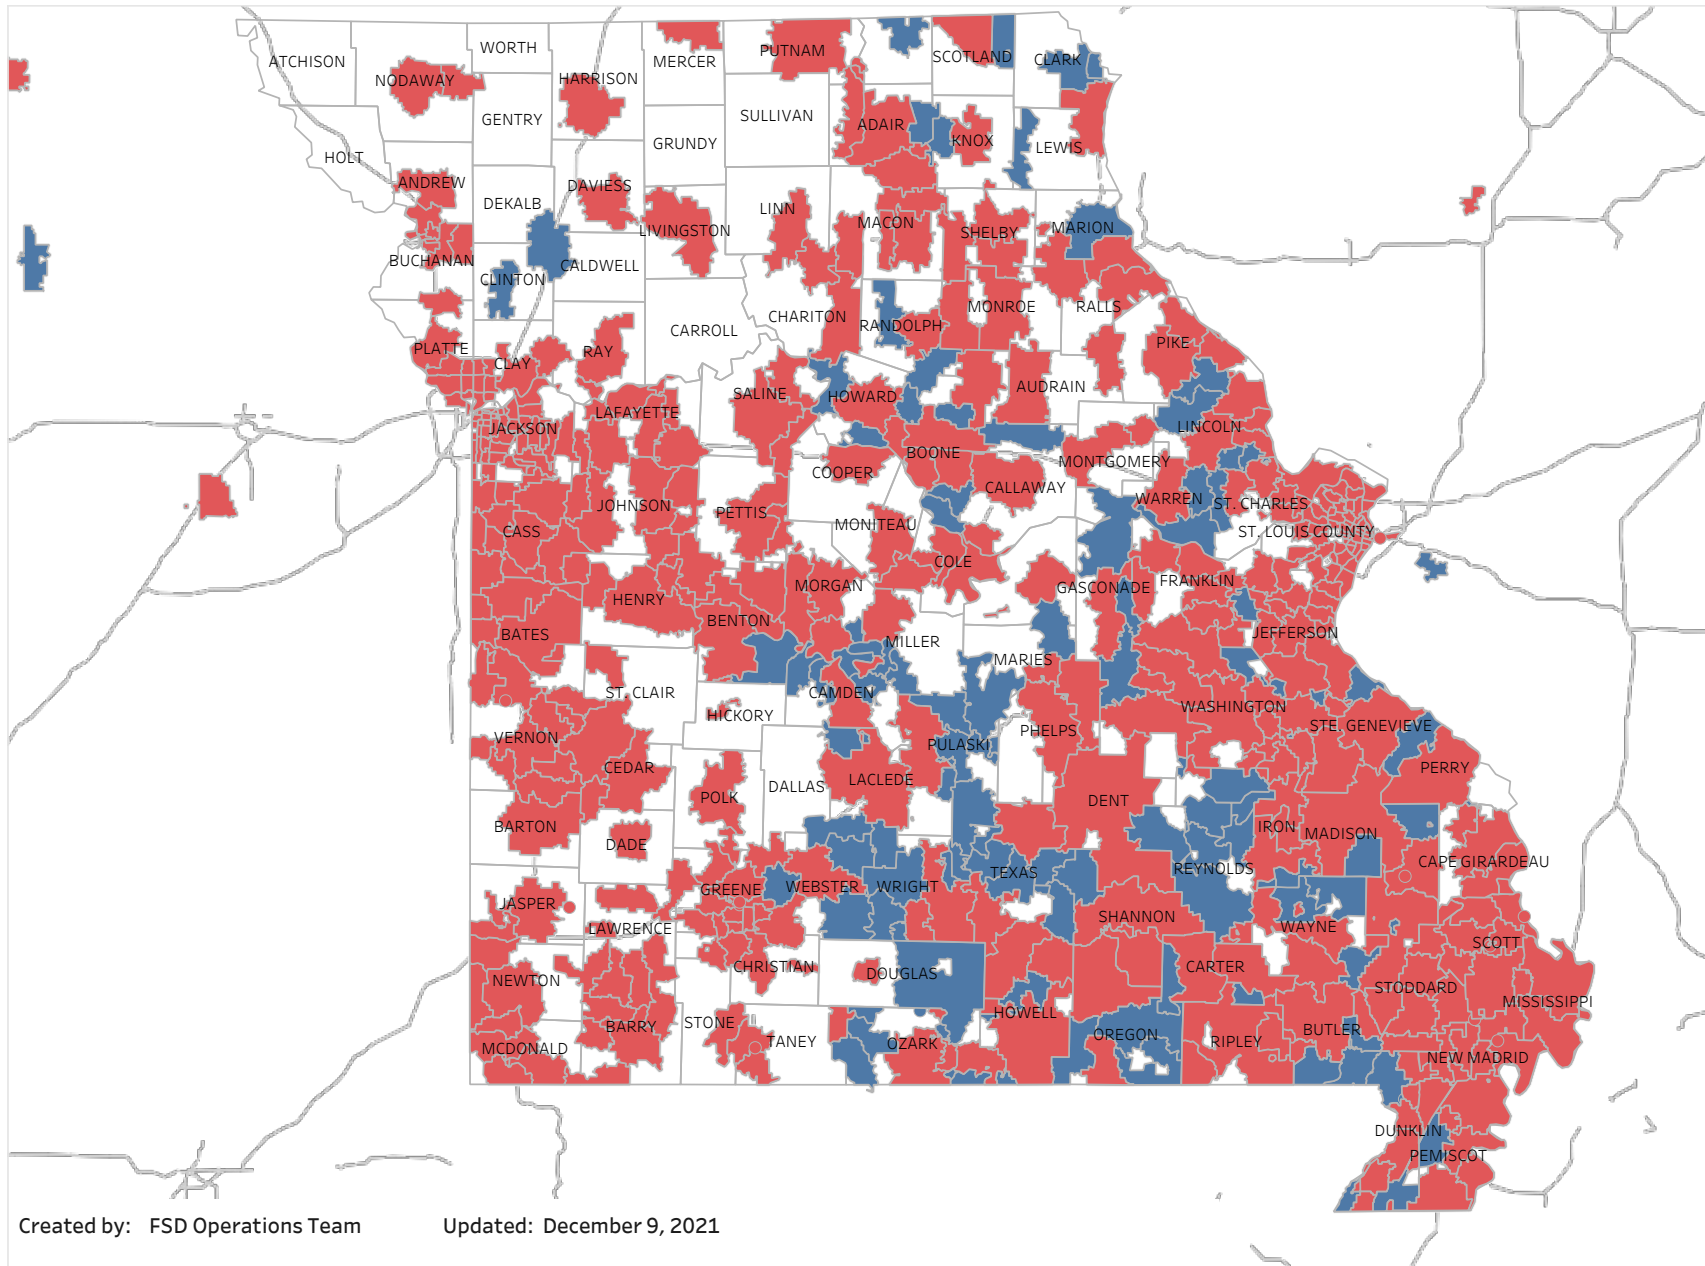 WORTH
ATCHISON
NODAWAY
HARRISON
MERCER
PUTNAM
SCOTLAND
CLARK
GENTRY
SULLIVAN
ADAIR
KNOX
LEWIS
HOLT
GRUNDY
ANDREW
DEKALB
DAVIESS
LIVINGSTON
LINN
MACON
SHELBY
MARION
BUCHANAN
CLINTON
CALDWELL
CARROLL
CHARITON
RANDOLPH
MONROE
RALLS
PLATTE
CLAY
RAY
PIKE
SALINE
HOWARD
AUDRAIN
LAFAYETTE
JACKSON
LINCOLN
COOPER
BOONE
MONTGOMERY
CALLAWAY
WARREN
ST. CHARLES
JOHNSON
PETTIS
MONITEAU
CASS
ST. LOUIS COUNTY
COLE
MORGAN
GASCONADE
FRANKLIN
HENRY
BENTON
BATES
MILLER
JEFFERSON
MARIES
ST. CLAIR
CAMDEN
HICKORY
WASHINGTON
STE. GENEVIEVE
VERNON
PULASKI
PHELPS
CEDAR
PERRY
POLK
DALLAS
LACLEDE
DENT
BARTON
DADE
IRON
MADISON
CAPE GIRARDEAU
REYNOLDS
TEXAS
GREENE
WEBSTER
WRIGHT
JASPER
LAWRENCE
SHANNON
WAYNE
SCOTT
NEWTON
CHRISTIAN
DOUGLAS
CARTER
STODDARD
MISSISSIPPI
BARRY
STONE
TANEY
HOWELL
OREGON
RIPLEY
BUTLER
MCDONALD
OZARK
NEW MADRID
DUNKLIN
PEMISCOT
Created by: FSD Operations Team Updated: December 9, 2021